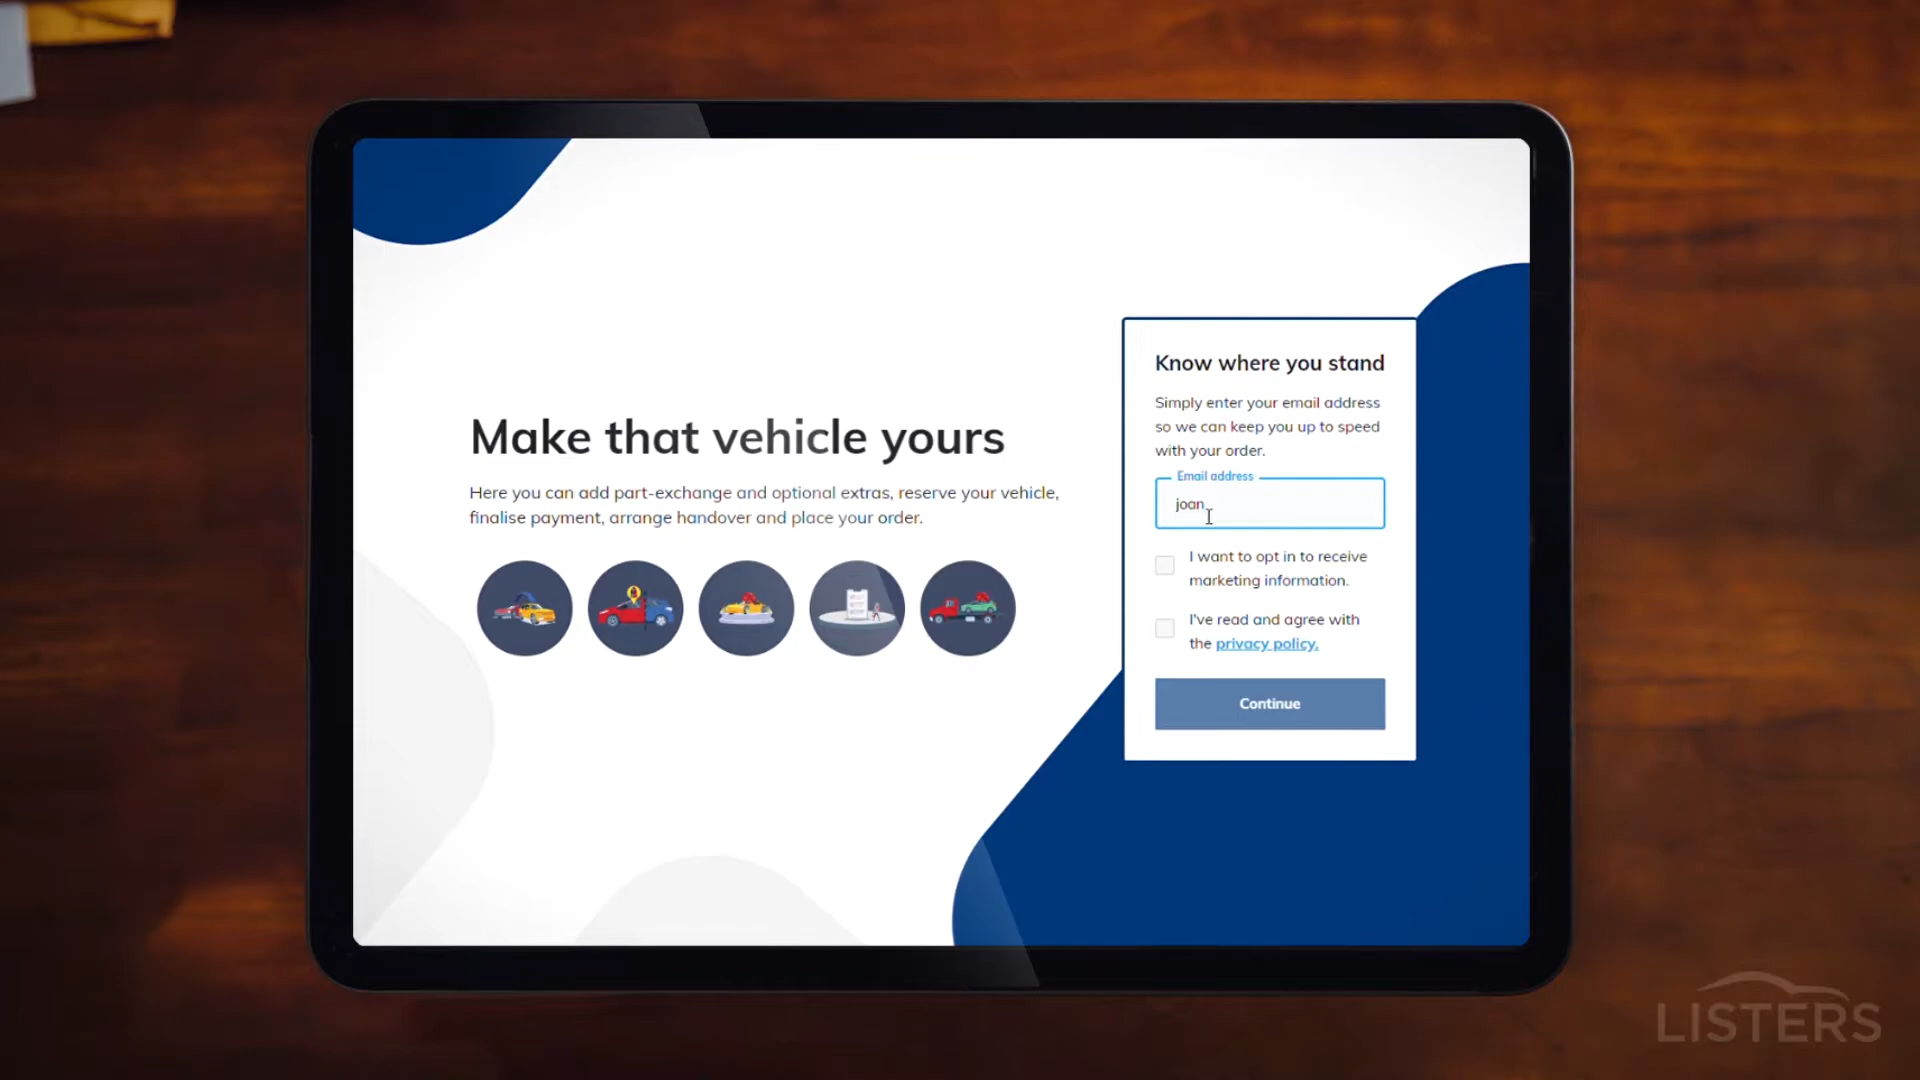 Make that vehicle yours
Here you can add part-exchange and optional extras, reserve your vehicle,
finalise payment, arrange handover and place your order.
Know where you stand
Simply enter your email address
so we can keep you up to speed
with your order.
Email address
joan
I want to opt in to receive
marketing information.
I've read and agree with
the privacy policy.
Continue
LISTERS